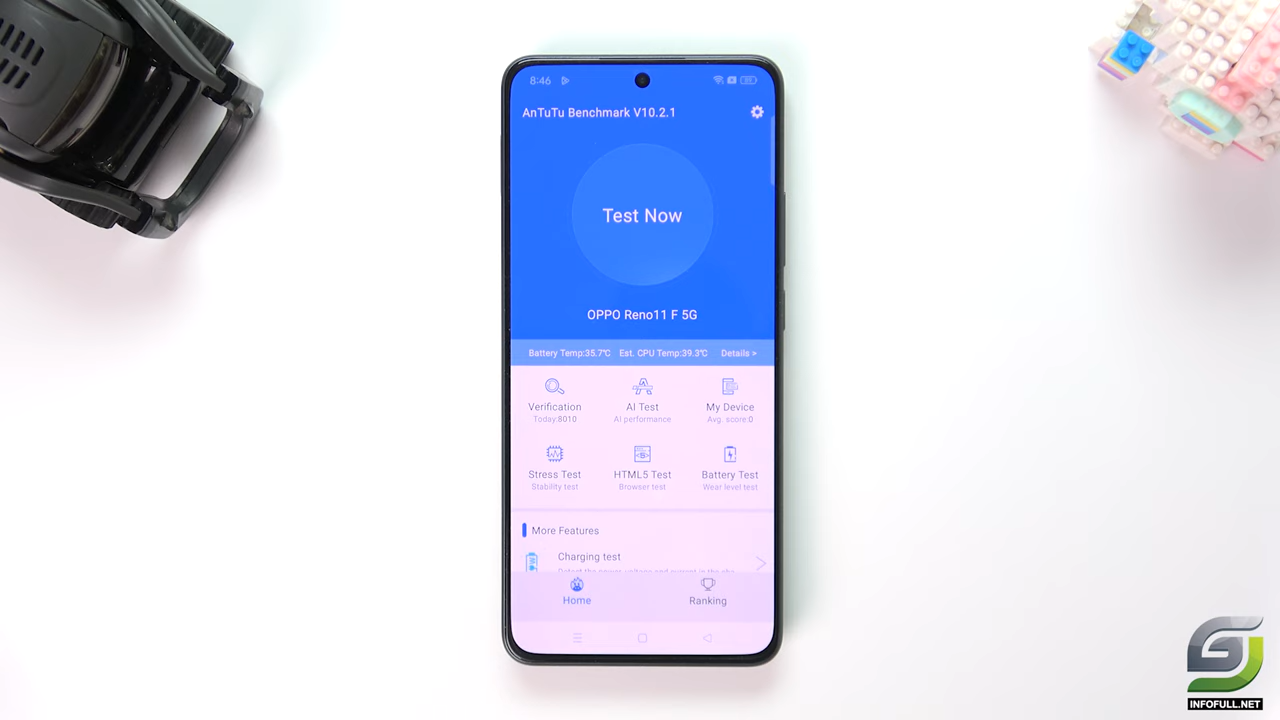 8:46
AnTuTu Benchmark V10.2.1
Test Now
OPPO Reno11 F 5G
Battery Temp:35.7℃ Est. CPU Temp:39.3℃ Details >
Verification AI Test My Device
Today:8010 AI performance Avg. score:0
Stress Test HTML5 Test Battery Test
Stability test Browser test Wear level test
More Features
Charging test
Home Ranking
INFOFULL.NET